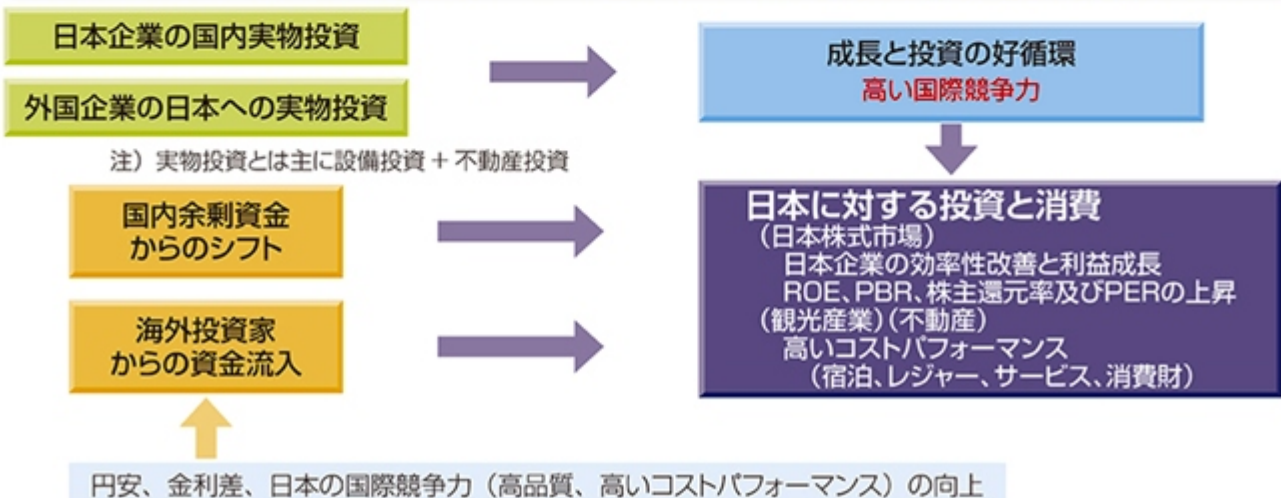 日本企業の国内実物投資
外国企業の日本への実物投資
注）実物投資とは主に設備投資 + 不動産投資
成長と投資の好循環
高い国際競争力
国内余剰資金
からのシフト
海外投資家
からの資金流入
日本に対する投資と消費
（日本株式市場）
日本企業の効率性改善と利益成長
ROE、PBR、株主還元率及びPERの上昇
（観光産業）（不動産）
高いコストパフォーマンス
（宿泊、レジャー、サービス、消費財）
円安、金利差、日本の国際競争力（高品質、高いコストパフォーマンス）の向上